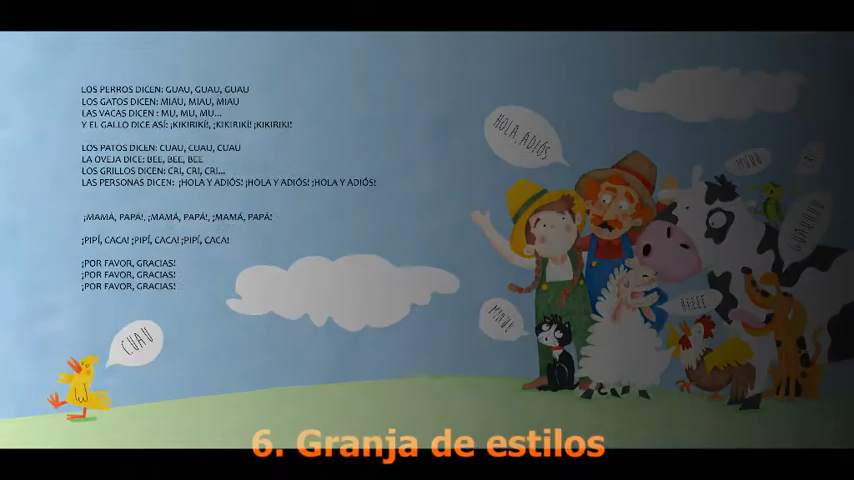 LOS PERROS DICEN: GUAU, GUAU, GUAU
LOS GATOS DICEN: MIAU, MIAU, MIAU
LAS VACAS DICEN : MU, MU, MU...
Y EL GALLO DICE ASÍ: ¡KIKIRIKÍ!, ¡KIKIRIKÍ! ¡KIKIRIKI!
LOS PATOS DICEN: CUAU, CUAU, CUAU
LA OVEJA DICE: BEE, BEE, BEE
LOS GRILLOS DICEN: CRI, CRI, CRI...
LAS PERSONAS DICEN: ¡HOLA Y ADIÓS! ¡HOLA Y ADIÓS! ¡HOLA Y ADIÓS!
¡MAMÁ, PAPÁ!, ¡MAMÁ, PAPÁ!, ¡MAMÁ, PAPÁ!
¡PIPÍ, CACA! ¡PIPÍ, CACA! ¡PIPÍ, CACA!
¡POR FAVOR, GRACIAS!
¡POR FAVOR, GRACIAS!
¡POR FAVOR, GRACIAS!
HOLA, ADIÓS
CUAU
BEEEE
6. Granja de estilos